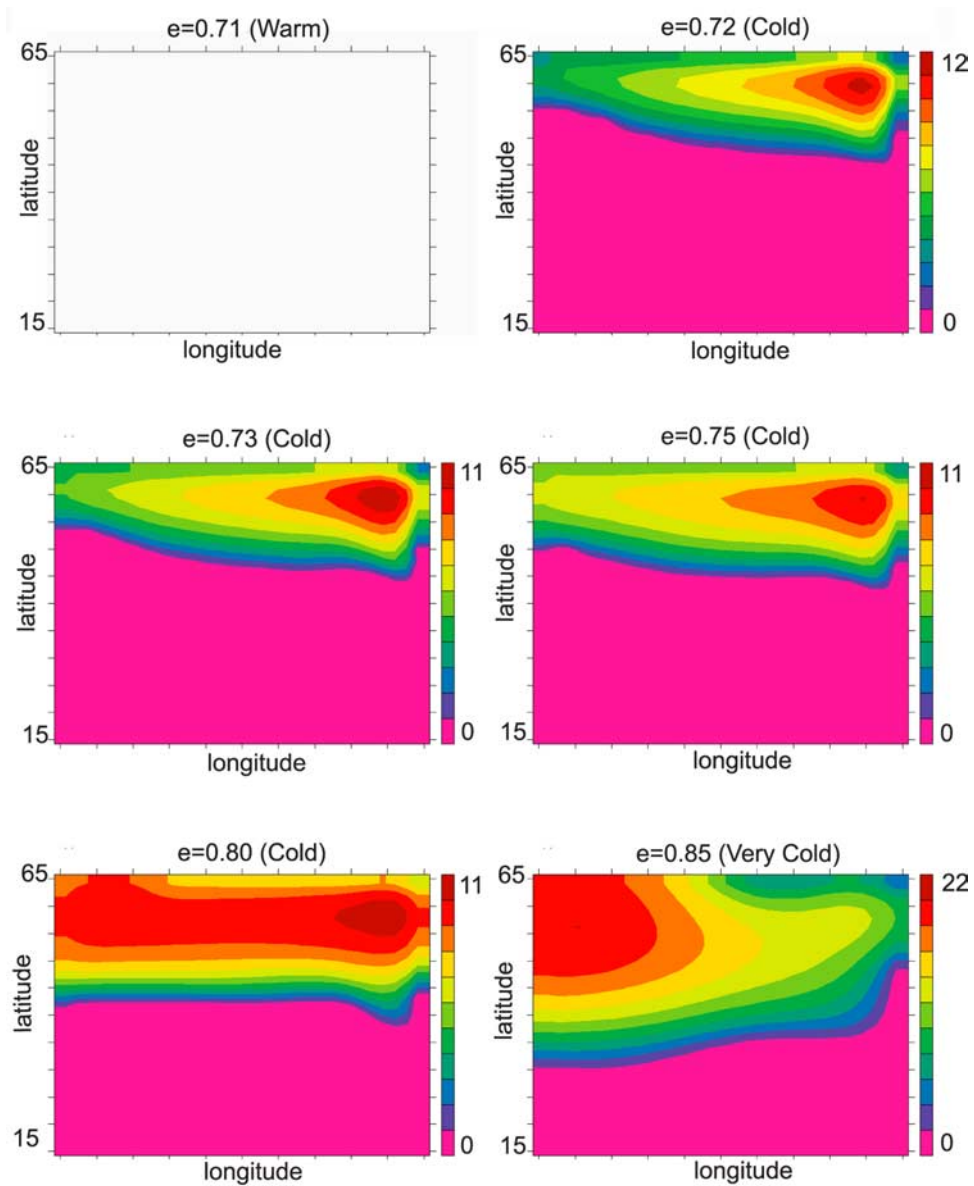 e=0.71 (Warm)
65
latitude
15
longitude
e=0.72 (Cold)
65
latitude
15
longitude
12
0
e=0.73 (Cold)
65
latitude
15
longitude
11
0
e=0.75 (Cold)
65
latitude
15
longitude
11
0
e=0.80 (Cold)
65
latitude
15
longitude
11
0
e=0.85 (Very Cold)
65
latitude
15
longitude
22
0